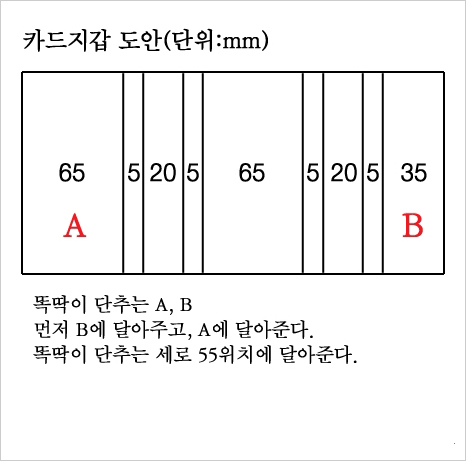 카드지갑 도안(단위:mm)
65 5 20 5 65 5 20 5 35
A B
똑딱이 단추는 A, B
먼저 B에 달아주고, A에 달아준다.
똑딱이 단추는 세로 55위치에 달아준다.